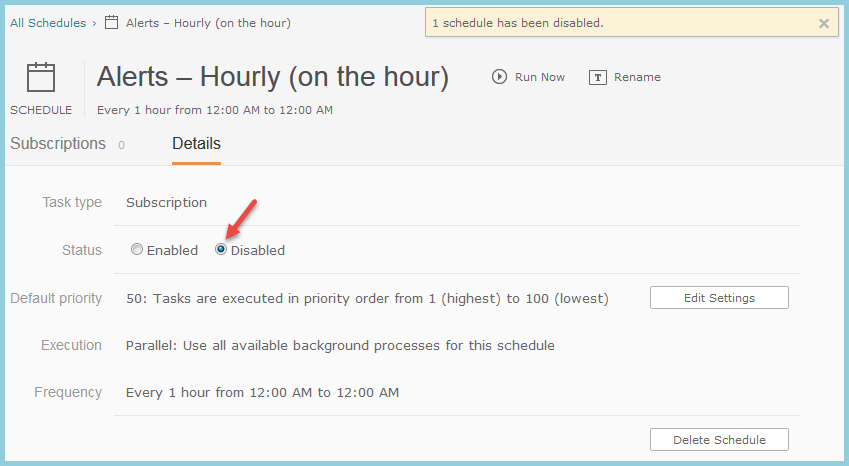 All Schedules › Alerts – Hourly (on the hour)
1 schedule has been disabled.
Alerts – Hourly (on the hour)
Run Now
T Rename
SCHEDULE
Every 1 hour from 12:00 AM to 12:00 AM
Subscriptions 0
Details
Task type Subscription
Status Enabled Disabled
Default priority 50: Tasks are executed in priority order from 1 (highest) to 100 (lowest) Edit Settings
Execution Parallel: Use all available background processes for this schedule
Frequency Every 1 hour from 12:00 AM to 12:00 AM
Delete Schedule